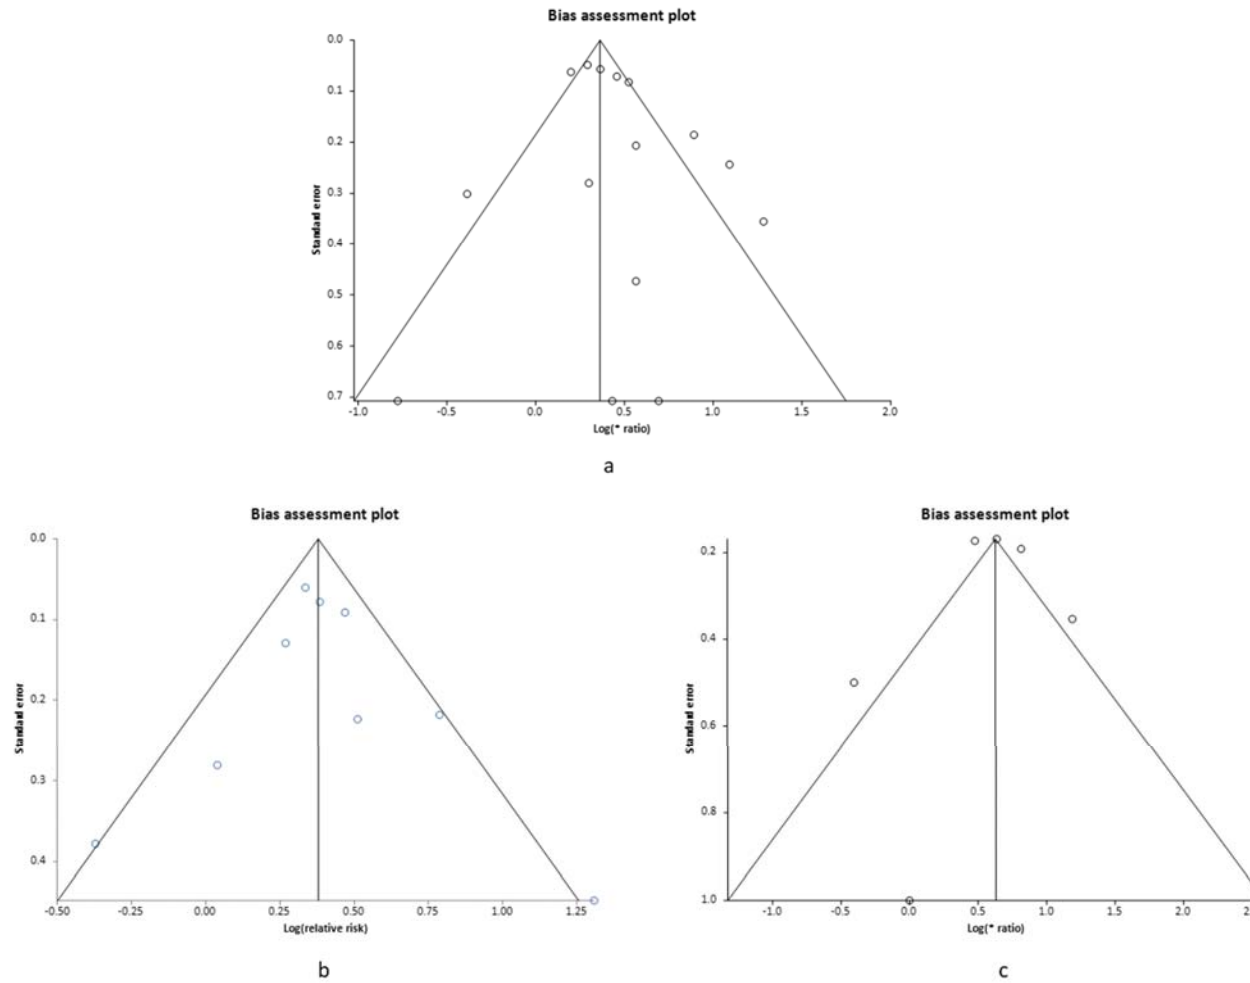 Bias assessment plot
0.0
0.1
0.2
0.3
0.4
0.5
0.6
0.7
Standard error
-1.0 -0.5 0.0 0.5 1.0 1.5 2.0
Log(* ratio)
a
Bias assessment plot
0.0
0.1
0.2
0.3
0.4
Standard error
-0.50 -0.25 0.00 0.25 0.50 0.75 1.00 1.25
Log(relative risk)
b
Bias assessment plot
0.2
0.4
0.6
0.8
1.0
Standard error
-1.0 -0.5 0.0 0.5 1.0 1.5 2.0
Log(* ratio)
c